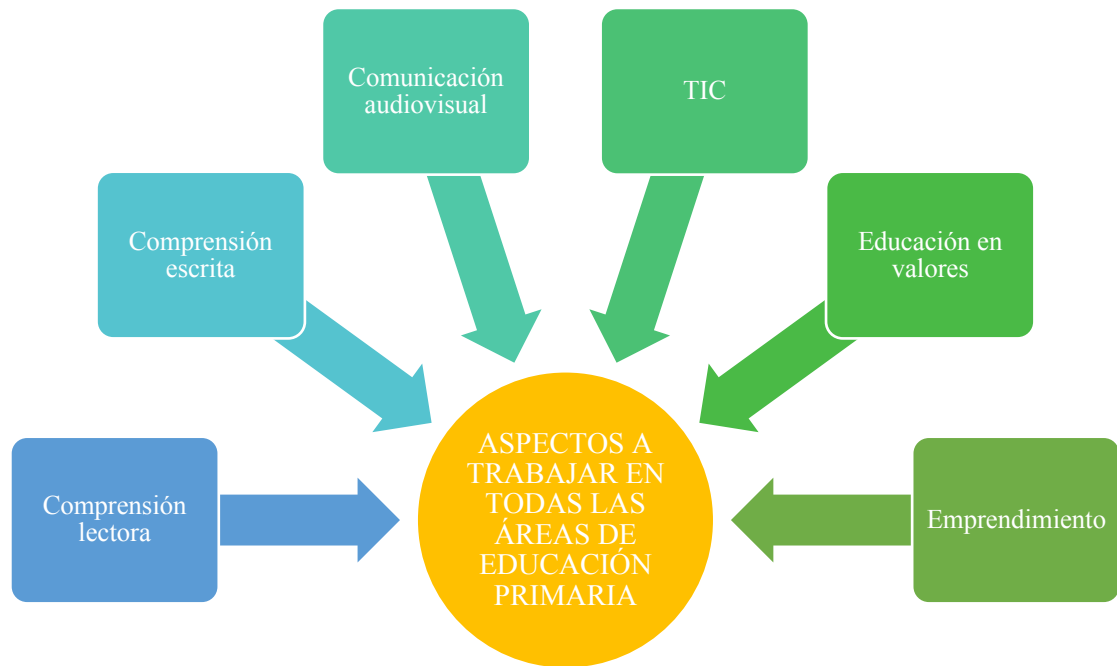 Comunicación
audiovisual
TIC
Comprensión
escrita
Educación en
valores
Comprensión
lectora
ASPECTOS A
TRABAJAR EN
TODAS LAS
ÁREAS DE
EDUCACIÓN
PRIMARIA
Emprendimiento